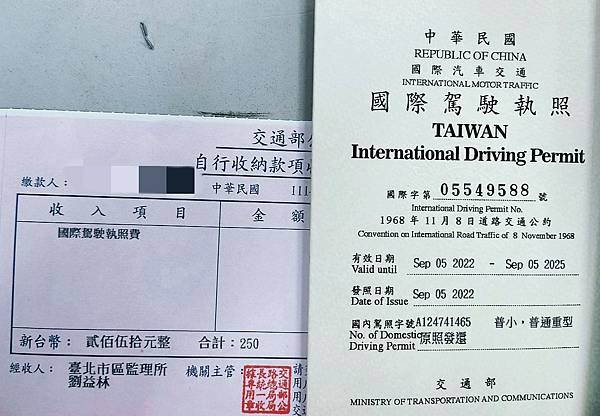 交通部公
自行收納款項收
繳款人：
中華民國 111
收入項目 金額
國際駕駛執照費
新台幣： 貳佰伍拾元整 合計：250
經收人： 臺北市區監理所
劉益林
機關主管：
中華民國
REPUBLIC OF CHINA
國際汽車交通
INTERNATIONAL MOTOR TRAFFIC
國際駕駛執照
TAIWAN
International Driving Permit
國際字第 05549588 號
International Driving Permit No.
1968 年 11 月 8 日道路交通公約
Convention on International Road Traffic of 8 November 1968
有效日期 Sep 05 2022 - Sep 05 2025
Valid until
發照日期 Sep 05 2022
Date of Issue
國內駕照字號 A124741465 普小，普通重型
No. of Domestic 原照發還
Driving Permit
交通部
MINISTRY OF TRANSPORTATION AND COMMUNICATIONS